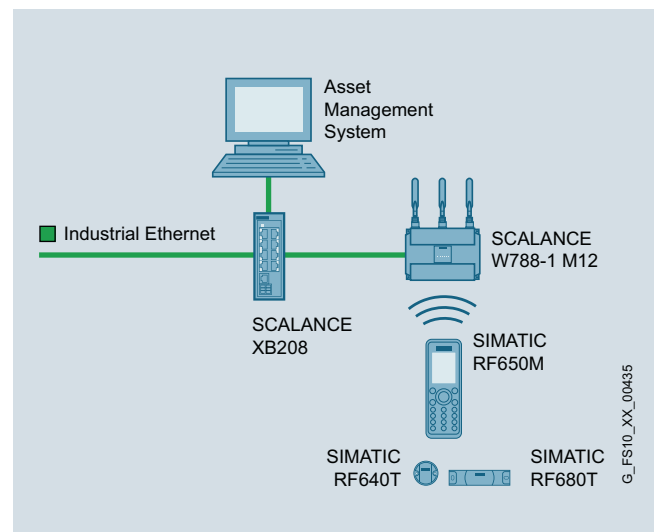 Asset
Management
System
Industrial Ethernet
SCALANCE
W788-1 M12
SCALANCE
XB208
SIMATIC
RF650M
SIMATIC
RF640T
SIMATIC
RF680T
G_FS10_XX_00435